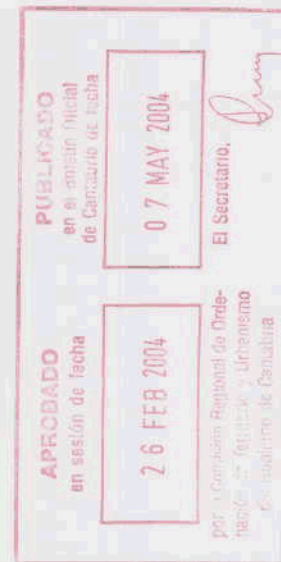 APROBADO
en sesión de fecha
26 FEB 2004
por la Comisión Regional de Orde-
nación de Territorio y Urbanismo
de Cantabria
PUBLICADO
en el Boletín Oficial
de Cantabria de fecha
07 MAY 2004
El Secretario,